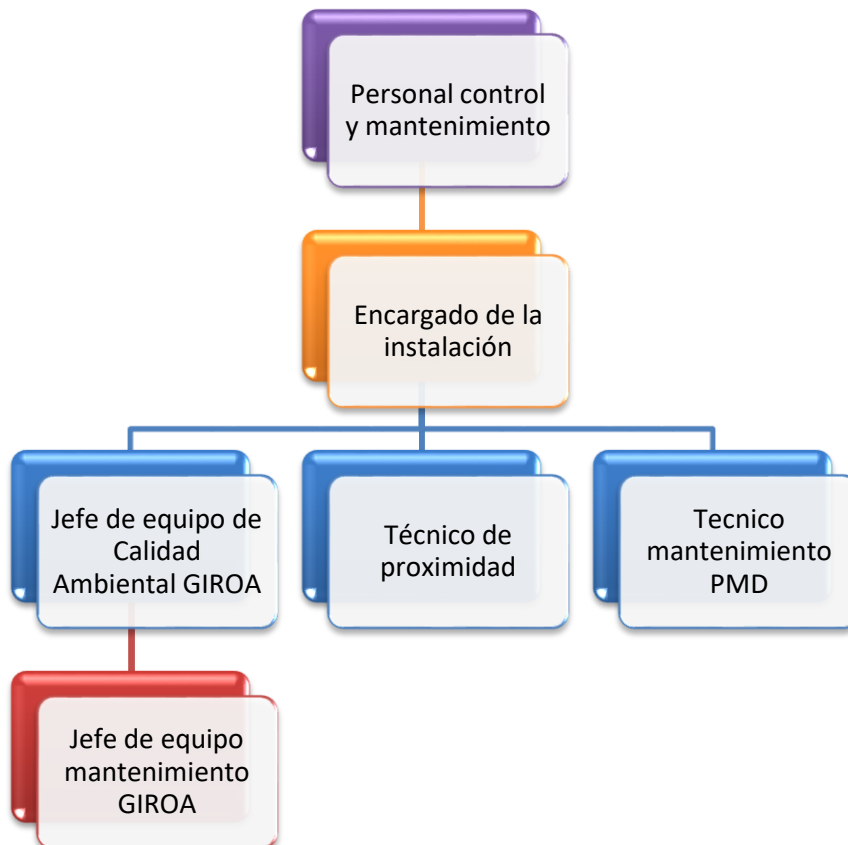 Personal control
y mantenimiento
Encargado de la
instalación
Jefe de equipo de
Calidad
Ambiental GIROA
Técnico de
proximidad
Tecnico
mantenimiento
PMD
Jefe de equipo
mantenimiento
GIROA